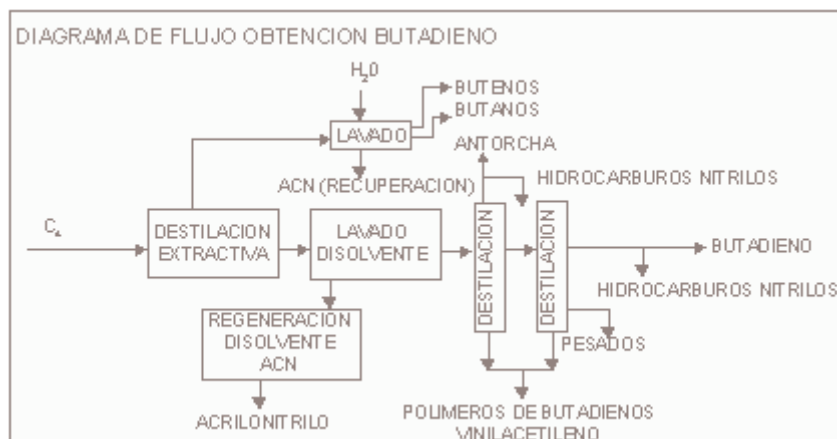 DIAGRAMA DE FLUJO OBTENCION BUTADIENO
H₂0
BUTENOS
BUTANOS
LAVADO
ANTORCHA
ACN (RECUPERACION)
HIDROCARBUROS NITRILOS
C₄
DESTILACION
EXTRACTIVA
LAVADO
DISOLVENTE
DESTILACION
DESTILACION
BUTADIENO
HIDROCARBUROS NITRILOS
REGENERACION
DISOLVENTE
ACN
PESADOS
ACRILONITRILO
POLIMEROS DE BUTADIENOS
VINILACETILENO